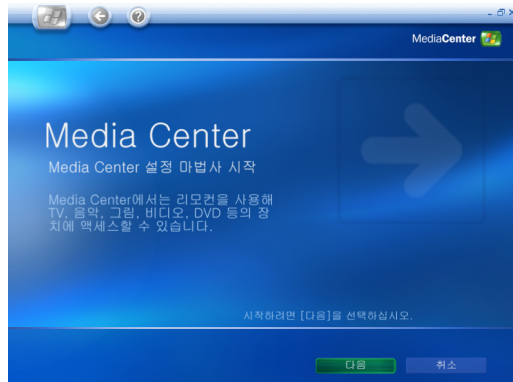 MediaCenter
Media Center
Media Center 설정 마법사 시작
Media Center에서는 리모컨을 사용해
TV, 음악, 그림, 비디오, DVD 등의 장
치에 액세스할 수 있습니다.
시작하려면 [다음]을 선택하십시오.
다음
취소